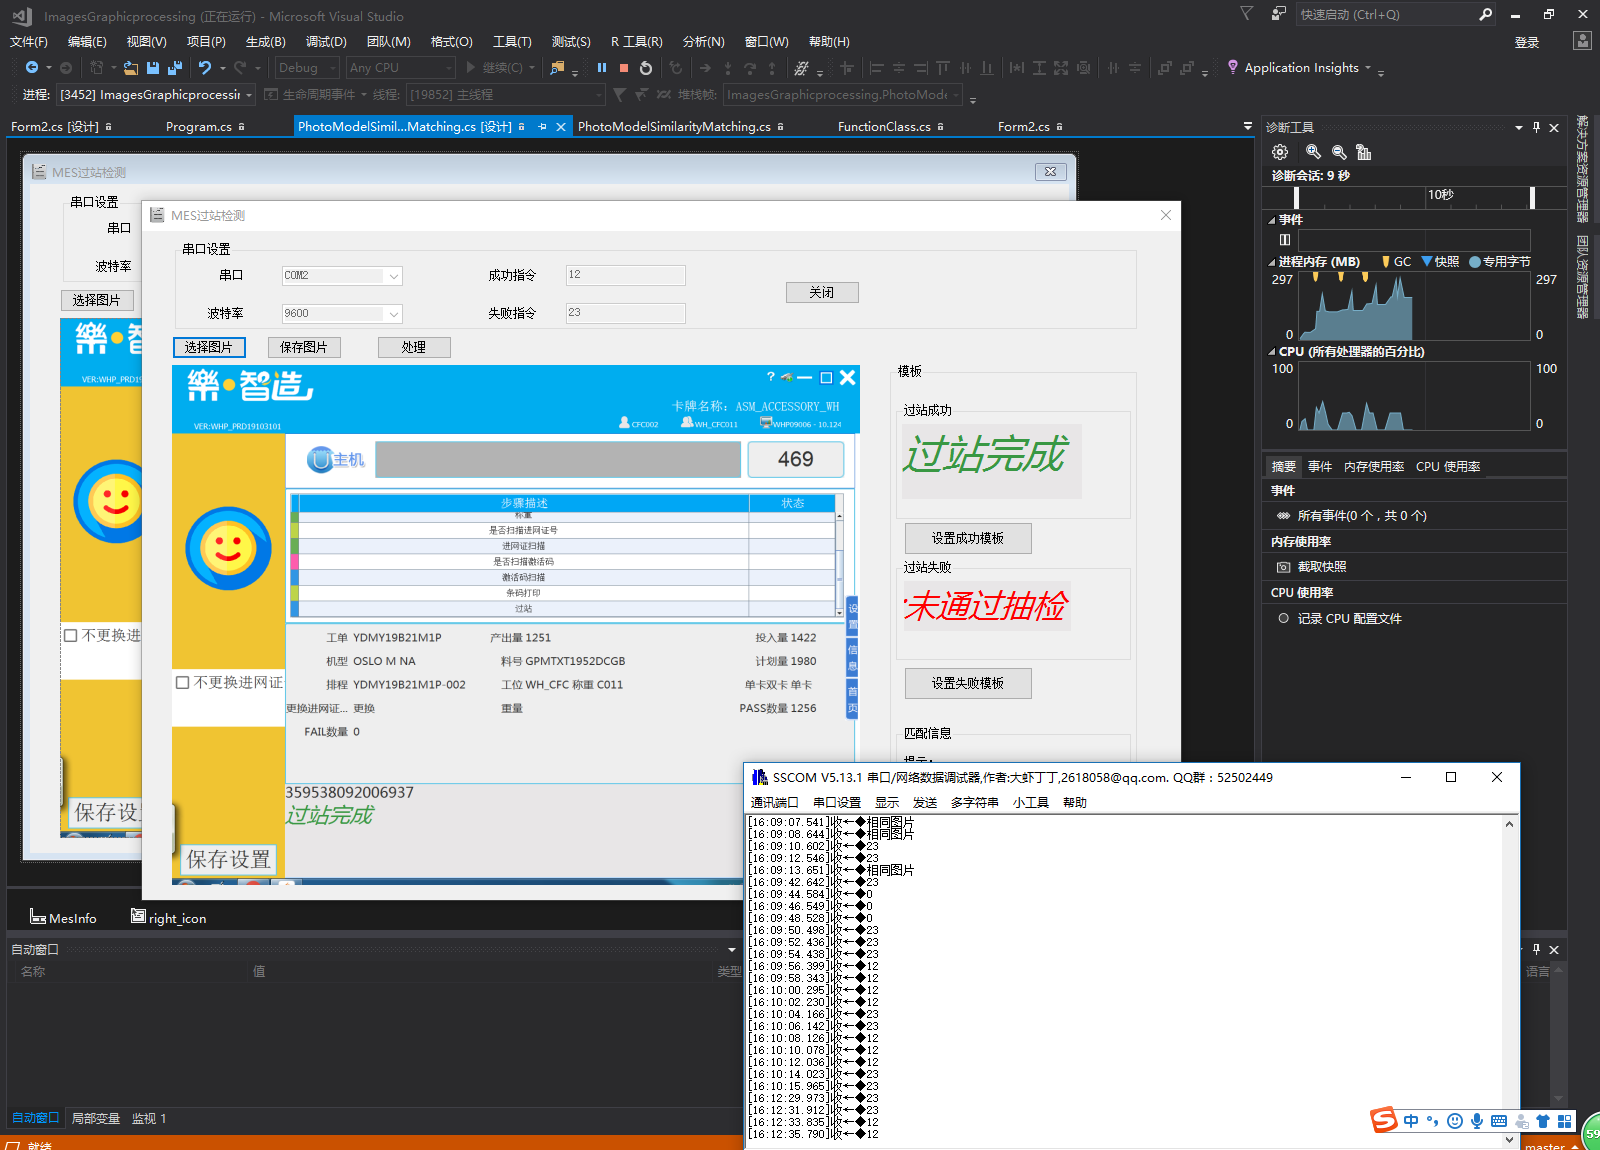 ImagesGraphicprocessing (正在运行) - Microsoft Visual Studio
快速启动 (Ctrl+Q)
文件(F) 编辑(E) 视图(V) 项目(P) 生成(B) 调试(D) 团队(M) 格式(O) 工具(T) 测试(S) R 工具(R) 分析(N) 窗口(W) 帮助(H)
登录
Debug Any CPU 继续(C) Application Insights
进程: [3452] ImagesGraphicprocessin 生命周期事件 线程: [19852] 主线程 堆栈帧: ImagesGraphicprocessing.PhotoMode
Form2.cs [设计] Program.cs PhotoModelSimil...Matching.cs [设计] PhotoModelSimilarityMatching.cs FunctionClass.cs Form2.cs
MES过站检测
串口设置
串口
波特率
选择图片
樂•智
VER:WHP_PRD19
不更换进
保存设
MES过站检测
串口设置
串口 COM2 成功指令 12
关闭
波特率 9600 失败指令 23
选择图片 保存图片 处理
樂•智造
VER:WHP_PRD19103101
?
卡牌名称: ASM_ACCESSORY_WH
CFC002 WH_CFC011 WHP09006 - 10.124
U主机 469
步骤描述 状态
称重
是否扫描进网证号
进网证扫描
是否扫描激活码
激活码扫描
条码打印
过站
设置
信息
首页
工单 YDMY19B21M1P 产出量 1251 投入量 1422
机型 OSLO M NA 料号 GPMTXT1952DCGB 计划量 1980
排程 YDMY19B21M1P-002 工位 WH_CFC 称重 C011 单卡双卡 单卡
更换进网证... 更换 重量 PASS数量 1256
FAIL数量 0
不更换进网证
359538092006937
过站完成
保存设置
模板
过站成功
过站完成
设置成功模板
过站失败
:未通过抽检
设置失败模板
匹配信息
MesInfo right_icon
自动窗口
名称 值 类型
语言
自动窗口 局部变量 监视 1
就绪
master
诊断工具
诊断会话: 9 秒
10秒
事件
进程内存 (MB) GC 快照 专用字节
297 297
0 0
CPU (所有处理器的百分比)
100 100
0 0
摘要 事件 内存使用率 CPU 使用率
事件
所有事件(0 个，共 0 个)
内存使用率
截取快照
CPU 使用率
记录 CPU 配置文件
解决方案资源管理器
团队资源管理器
SSCOM V5.13.1 串口/网络数据调试器,作者:大虾丁丁,2618058@qq.com. QQ群：52502449
通讯端口 串口设置 显示 发送 多字符串 小工具 帮助
[16:09:07.541]收←◆相同图片
[16:09:08.644]收←◆相同图片
[16:09:10.602]收←◆23
[16:09:12.546]收←◆23
[16:09:13.651]收←◆相同图片
[16:09:42.642]收←◆23
[16:09:44.584]收←◆0
[16:09:46.549]收←◆0
[16:09:48.528]收←◆0
[16:09:50.498]收←◆23
[16:09:52.436]收←◆23
[16:09:54.438]收←◆23
[16:09:56.399]收←◆12
[16:09:58.343]收←◆12
[16:10:00.295]收←◆12
[16:10:02.230]收←◆12
[16:10:04.166]收←◆23
[16:10:06.142]收←◆23
[16:10:08.126]收←◆12
[16:10:10.078]收←◆12
[16:10:12.036]收←◆12
[16:10:14.023]收←◆23
[16:10:15.965]收←◆23
[16:12:29.973]收←◆23
[16:12:31.912]收←◆23
[16:12:33.835]收←◆12
[16:12:35.790]收←◆12
S 中
59